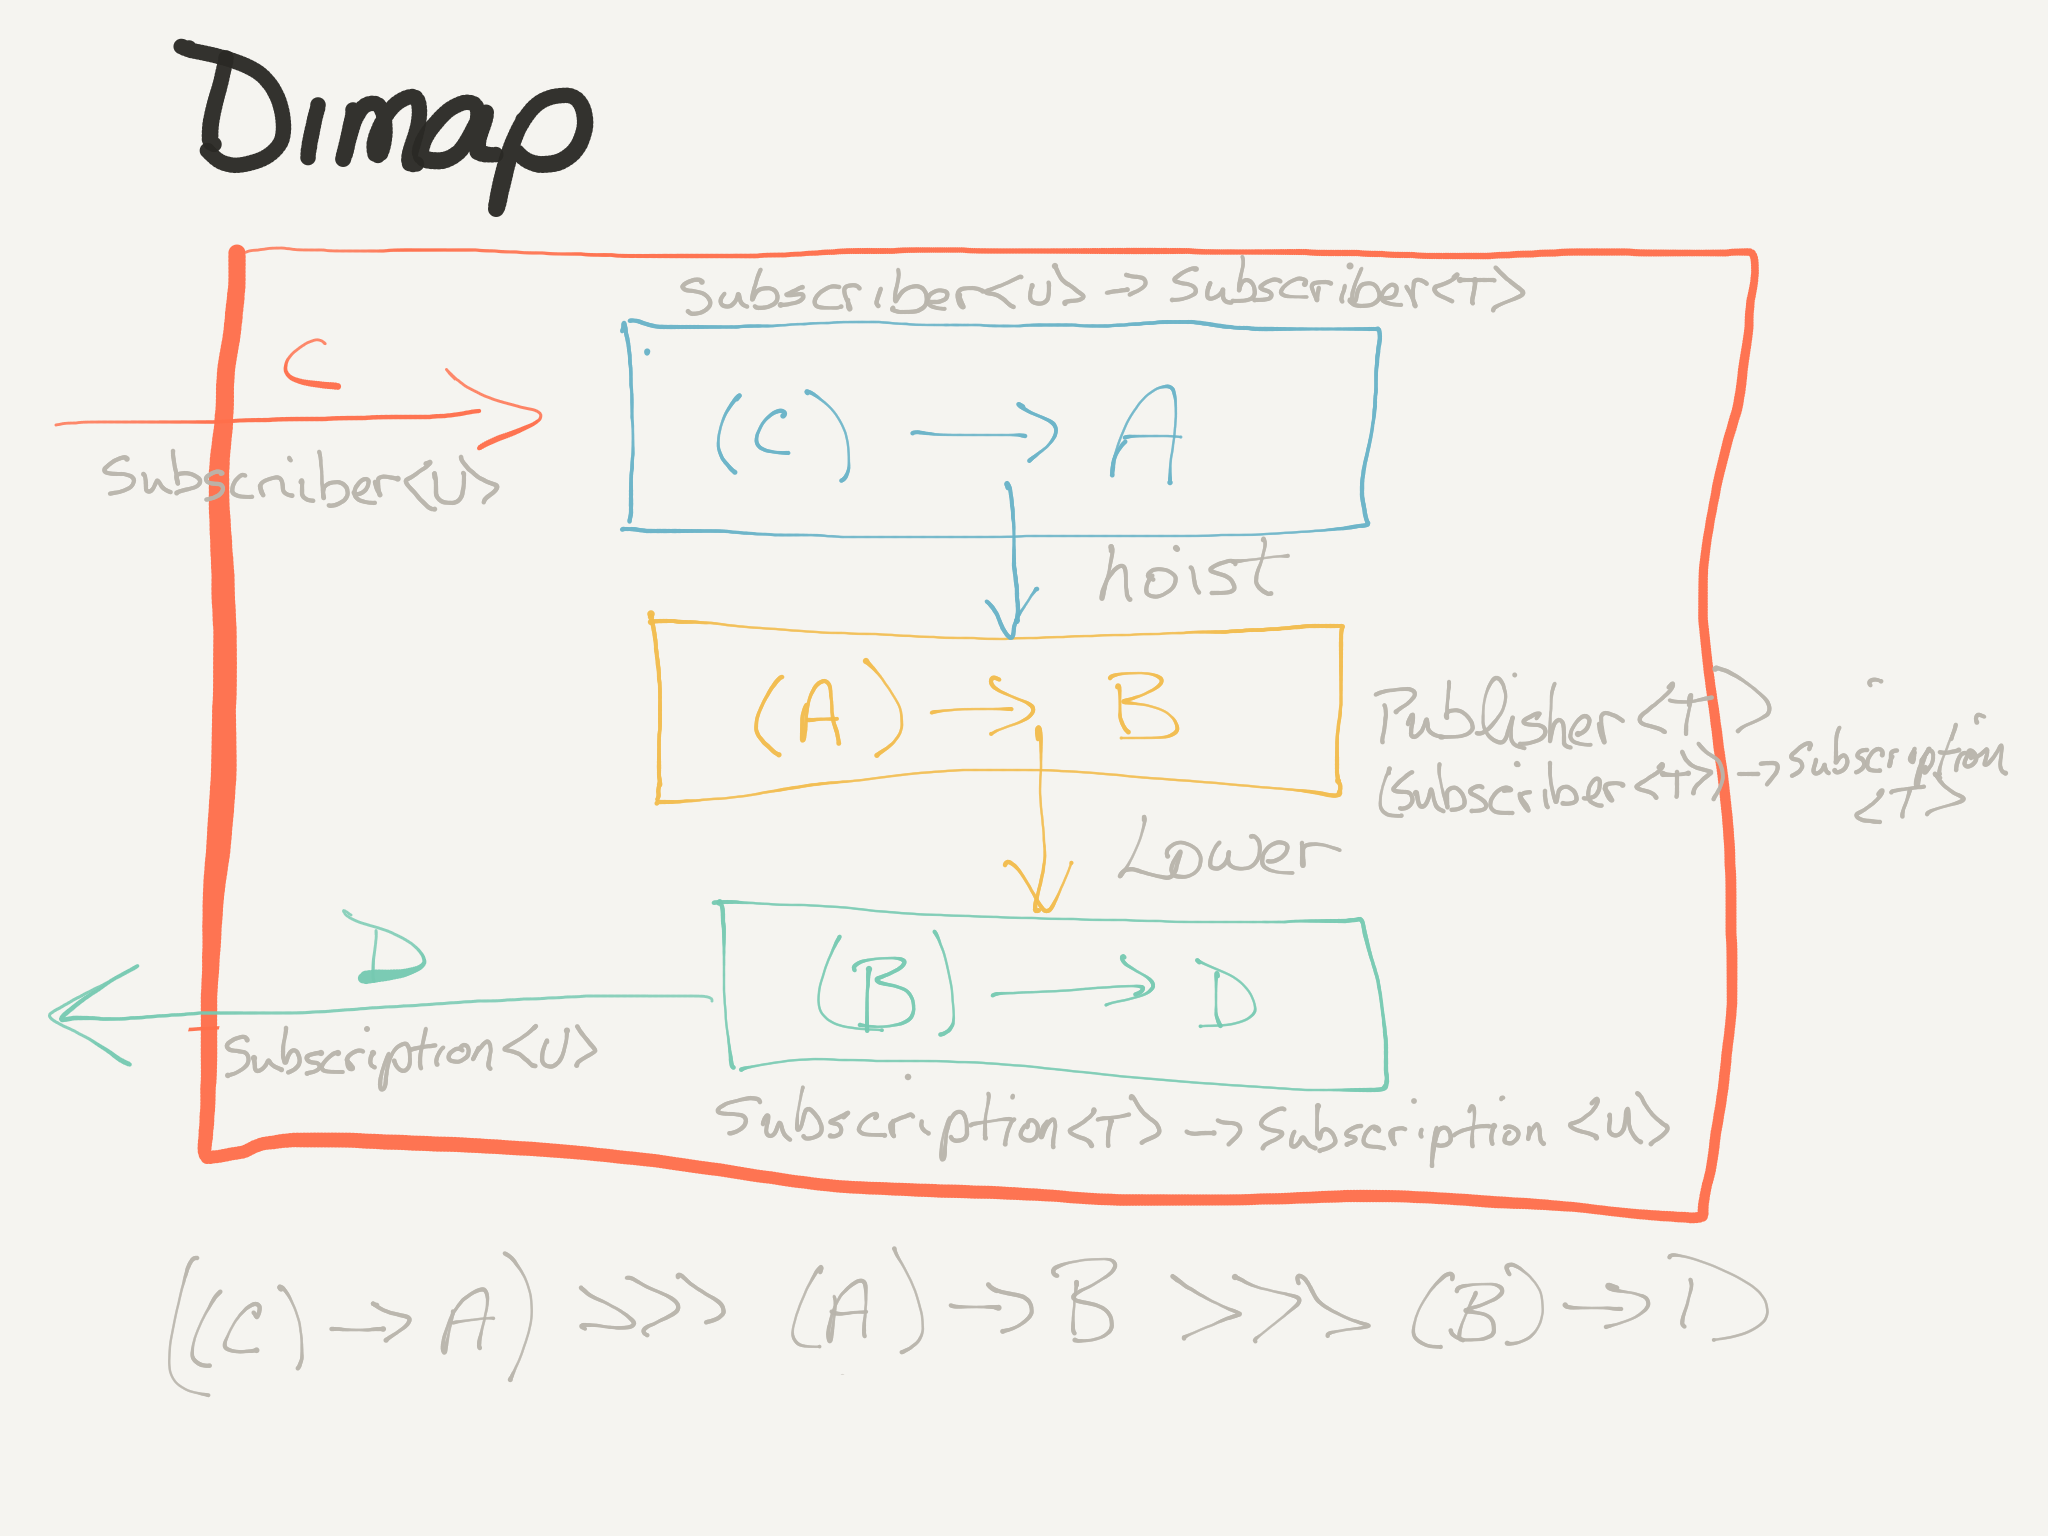 Dimap
Subscriber<U> -> Subscriber<T>
C
(C) -> A
Subscriber<U>
hoist
(A) -> B
Publisher<T>
(Subscriber<T>) -> Subscription
<T>
Lower
D
(B) -> D
Subscription<U>
Subscription<T> -> Subscription <U>
((C) -> A) >>> (A) -> B >>> (B) -> D